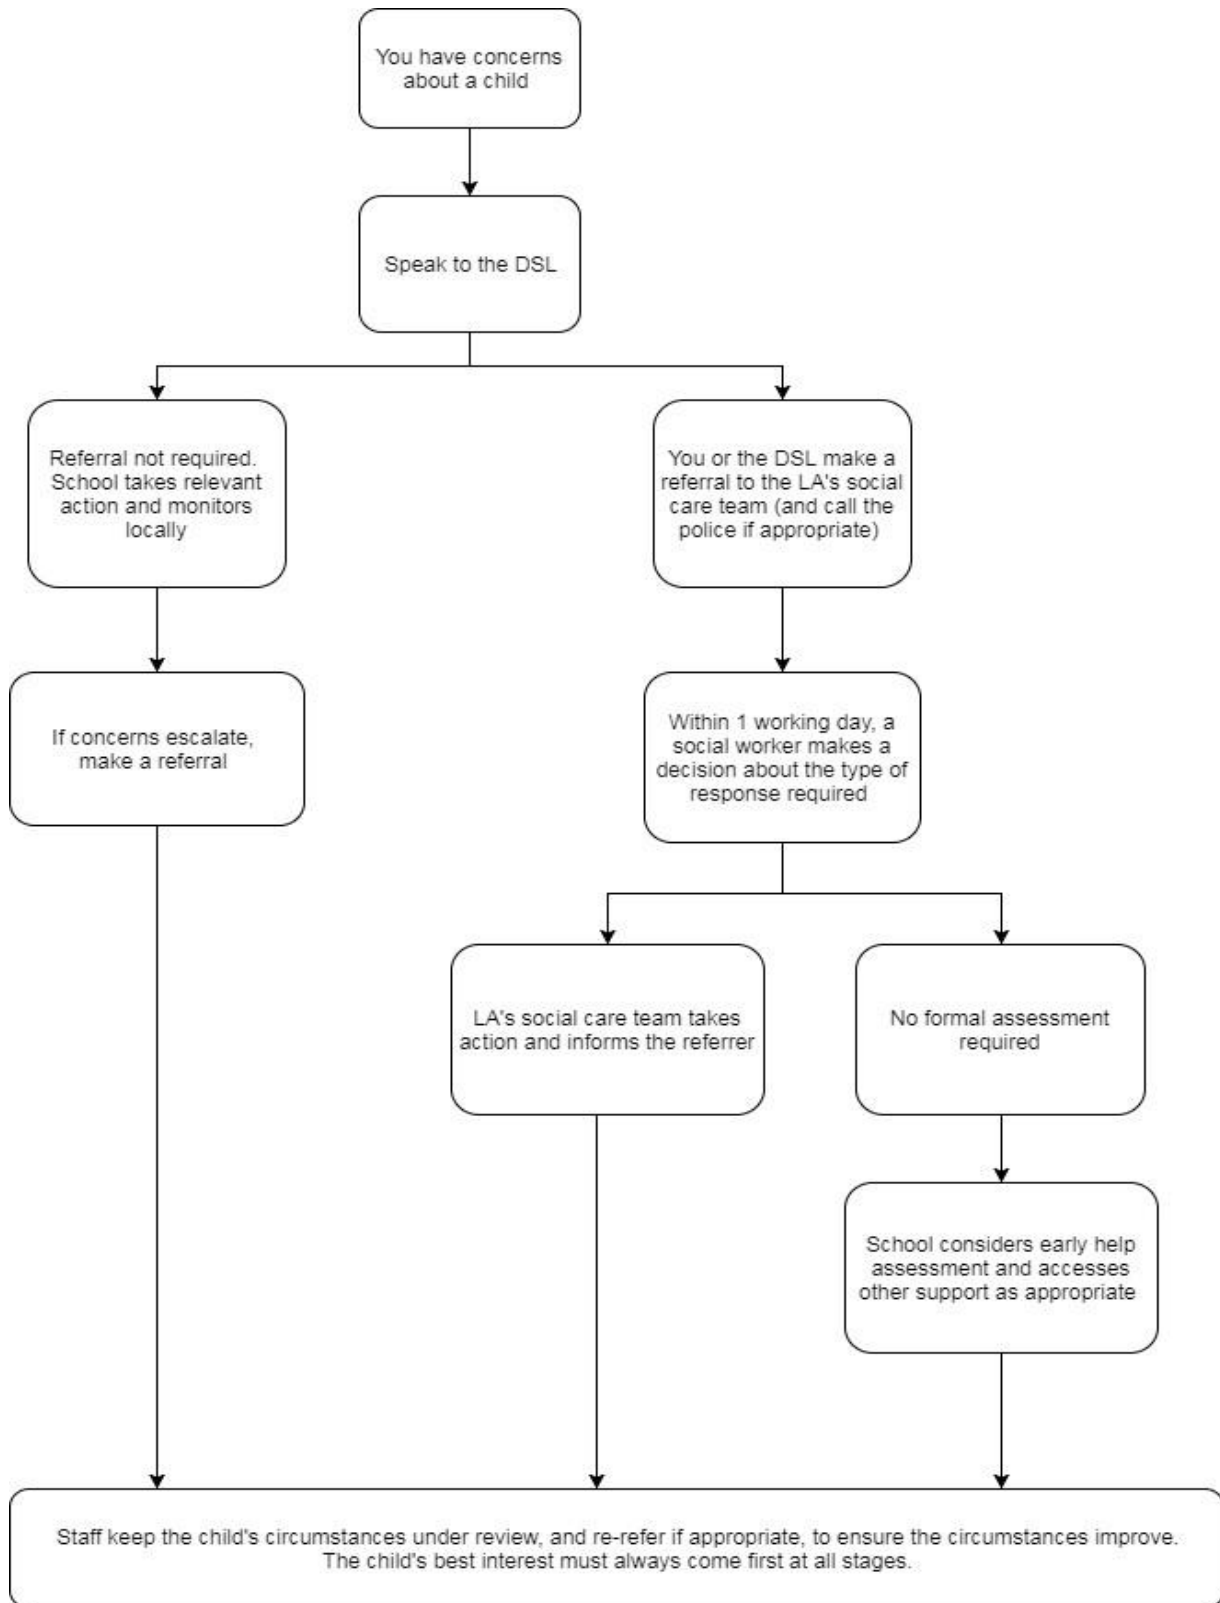 You have concerns
about a child
Speak to the DSL
Referral not required.
School takes relevant
action and monitors
locally
You or the DSL make a
referral to the LA's social
care team (and call the
police if appropriate)
If concerns escalate,
make a referral
Within 1 working day, a
social worker makes a
decision about the type of
response required
LA's social care team takes
action and informs the referrer
No formal assessment
required
School considers early help
assessment and accesses
other support as appropriate
Staff keep the child's circumstances under review, and re-refer if appropriate, to ensure the circumstances improve.
The child's best interest must always come first at all stages.